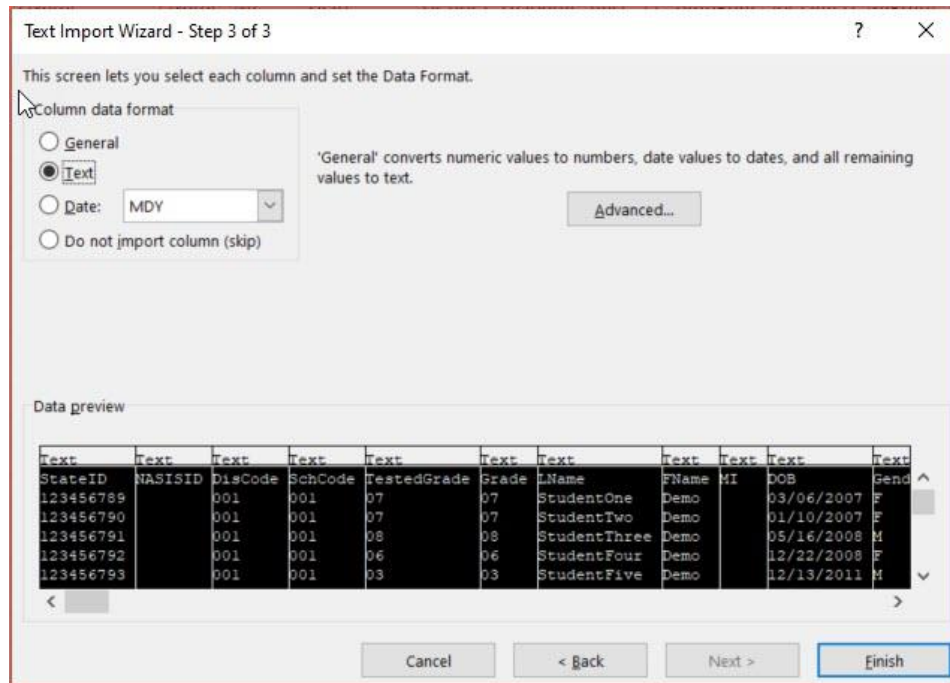 Text Import Wizard - Step 3 of 3 ? X
This screen lets you select each column and set the Data Format.
Column data format
General
Text
Date: MDY
Do not import column (skip)
'General' converts numeric values to numbers, date values to dates, and all remaining
values to text.
Advanced...
Data preview
Text Text Text Text Text Text Text Text Text Text Text
StateID NASISID DisCode SchCode TestedGrade Grade LName FName MI DOB Gend
123456789 001 001 07 07 StudentOne Demo 03/06/2007 F
123456790 001 001 07 07 StudentTwo Demo 01/10/2007 F
123456791 001 001 08 08 StudentThree Demo 05/16/2008 M
123456792 001 001 06 06 StudentFour Demo 12/22/2008 F
123456793 001 001 03 03 StudentFive Demo 12/13/2011 M
Cancel < Back Next > Finish